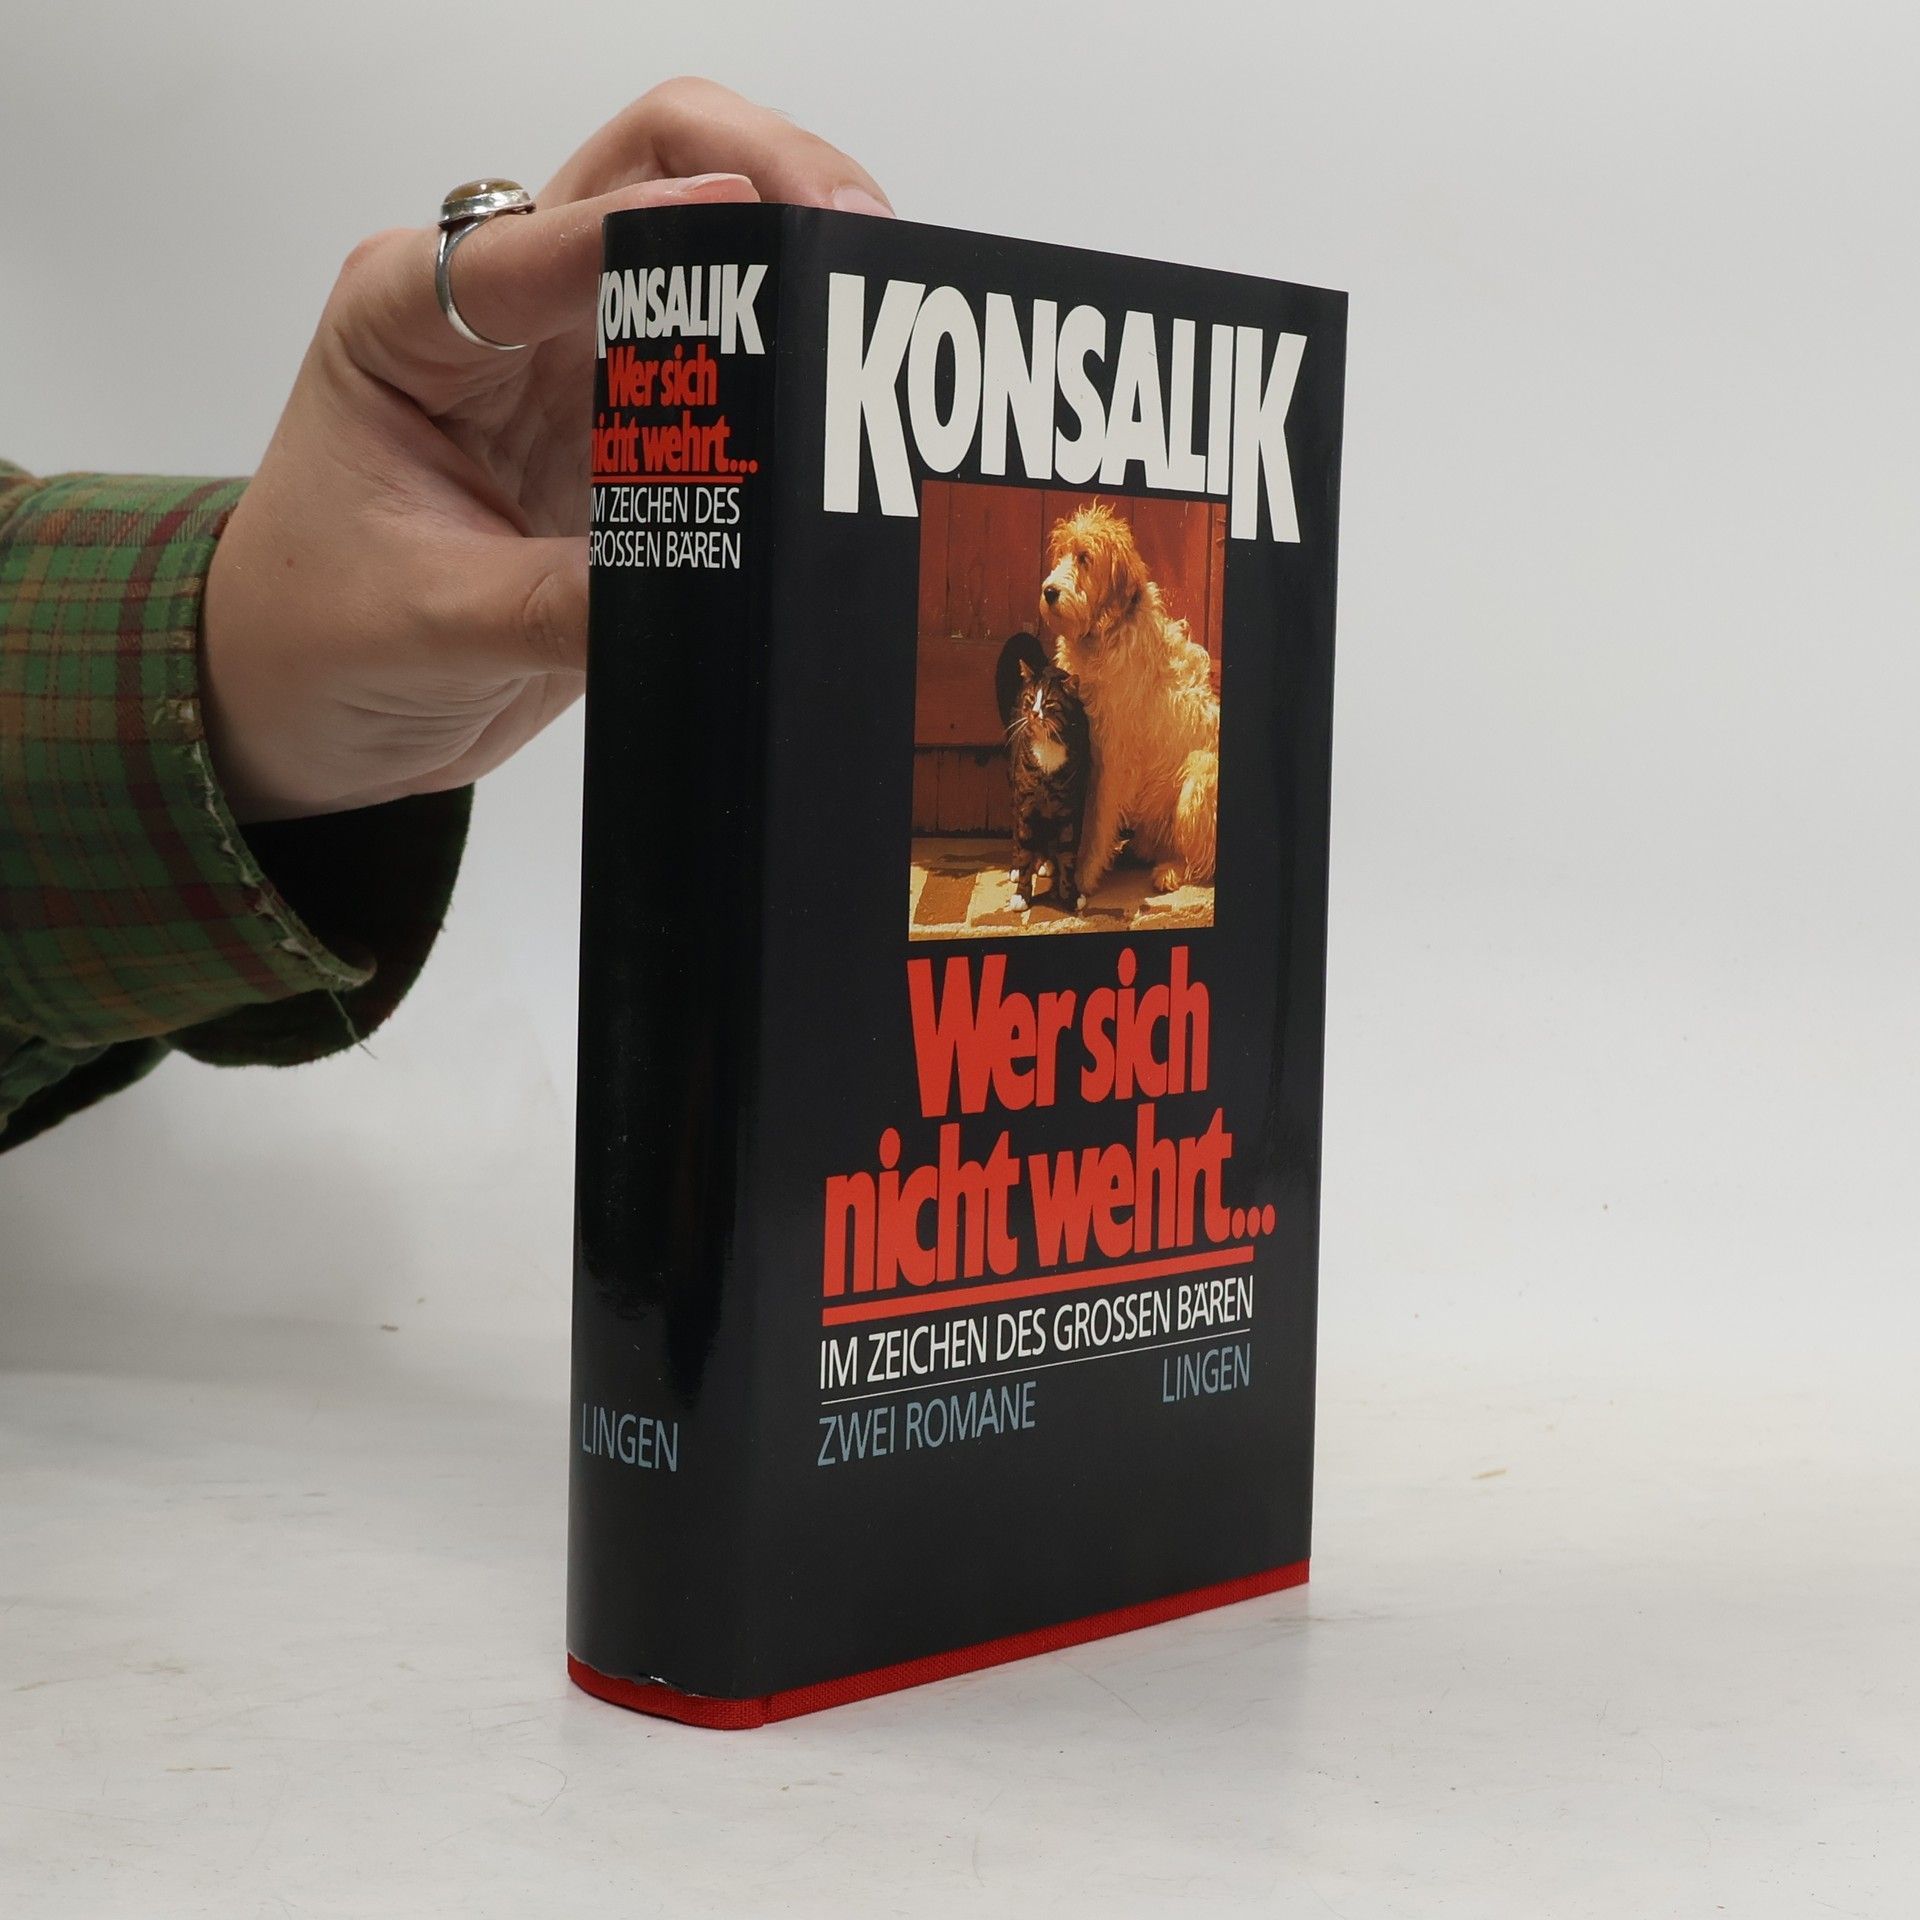 KONSALIK
Wer sich
nicht wehrt...
IM ZEICHEN DES
GROSSEN BÄREN
LINGEN
KONSALIK
Wer sich
nicht wehrt...
IM ZEICHEN DES GROSSEN BÄREN
ZWEI ROMANE LINGEN